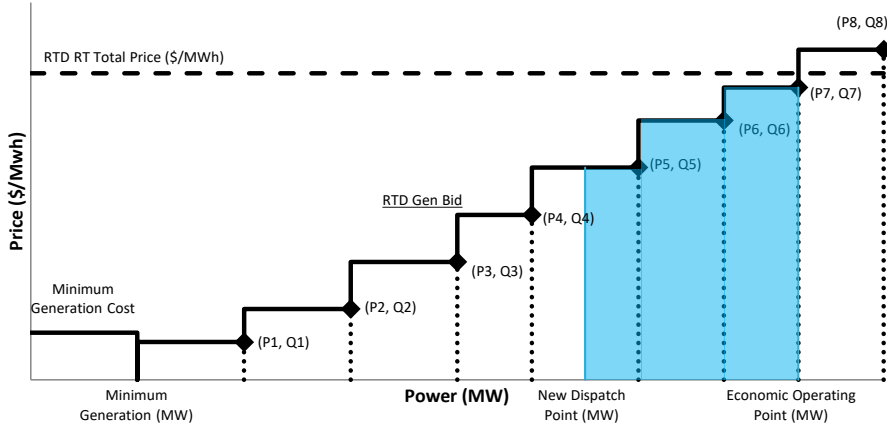 (P8, Q8)
RTD RT Total Price ($/MWh)
(P7, Q7)
(P6, Q6)
(P5, Q5)
RTD Gen Bid
(P4, Q4)
(P3, Q3)
Price ($/Mwh)
Minimum
Generation Cost
(P2, Q2)
(P1, Q1)
Minimum
Generation (MW)
Power (MW)
New Dispatch
Point (MW)
Economic Operating
Point (MW)